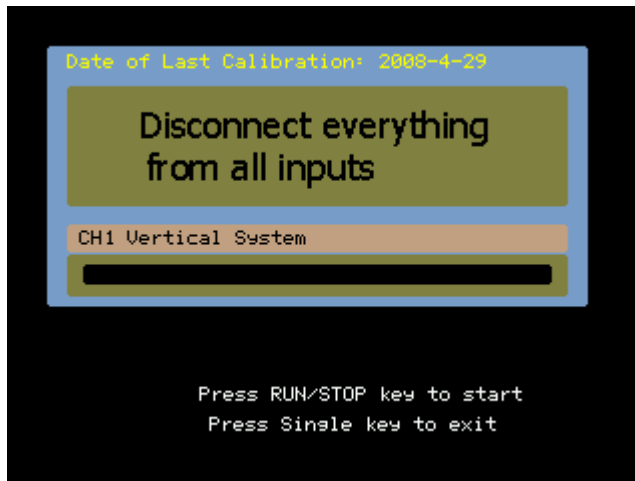 Date of Last Calibration: 2008-4-29
Disconnect everything
from all inputs
CH1 Vertical System
Press RUN/STOP key to start
Press Single key to exit